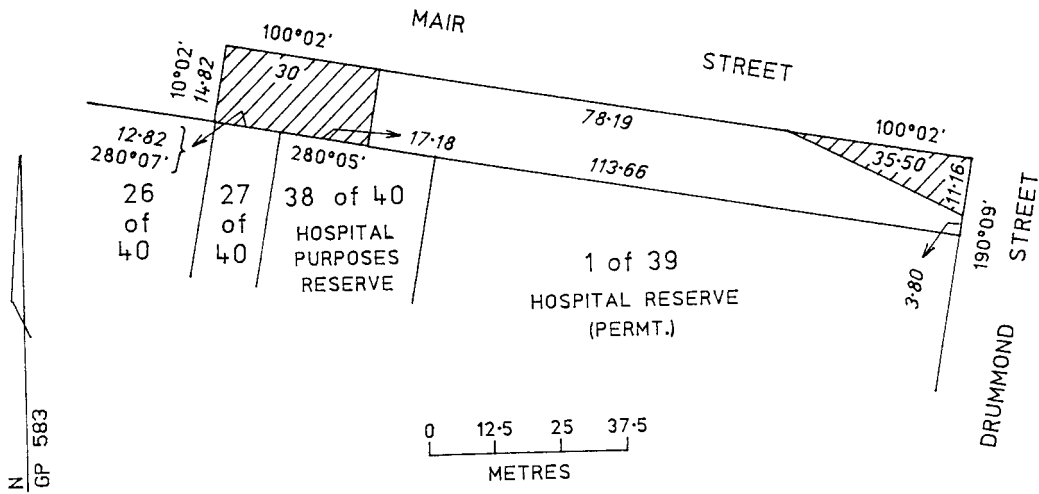 MAIR
STREET
100°02'
10°02'
14·82
30
78·19
100°02'
35·50
11·16
12·82
280°07'
17·18
280°05'
113·66
190°09'
3·80
STREET
DRUMMOND
26
of
40
27
of
40
38 of 40
HOSPITAL
PURPOSES
RESERVE
1 of 39
HOSPITAL RESERVE
(PERMT.)
0 12·5 25 37·5
METRES
N
GP 583